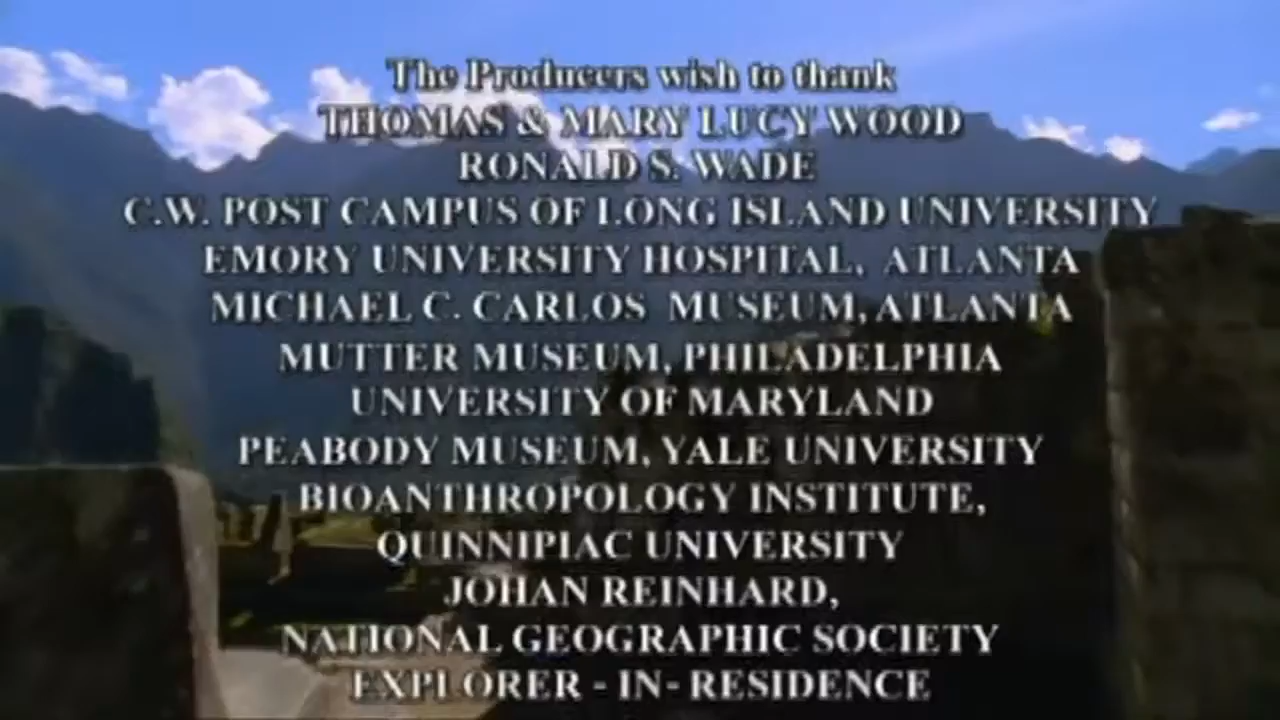 The Producers wish to thank
THOMAS & MARY LUCY WOOD
RONALD S. WADE
C.W. POST CAMPUS OF LONG ISLAND UNIVERSITY
EMORY UNIVERSITY HOSPITAL, ATLANTA
MICHAEL C. CARLOS MUSEUM, ATLANTA
MUTTER MUSEUM, PHILADELPHIA
UNIVERSITY OF MARYLAND
PEABODY MUSEUM, YALE UNIVERSITY
BIOANTHROPOLOGY INSTITUTE,
QUINNIPIAC UNIVERSITY
JOHAN REINHARD,
NATIONAL GEOGRAPHIC SOCIETY
EXPLORER - IN- RESIDENCE